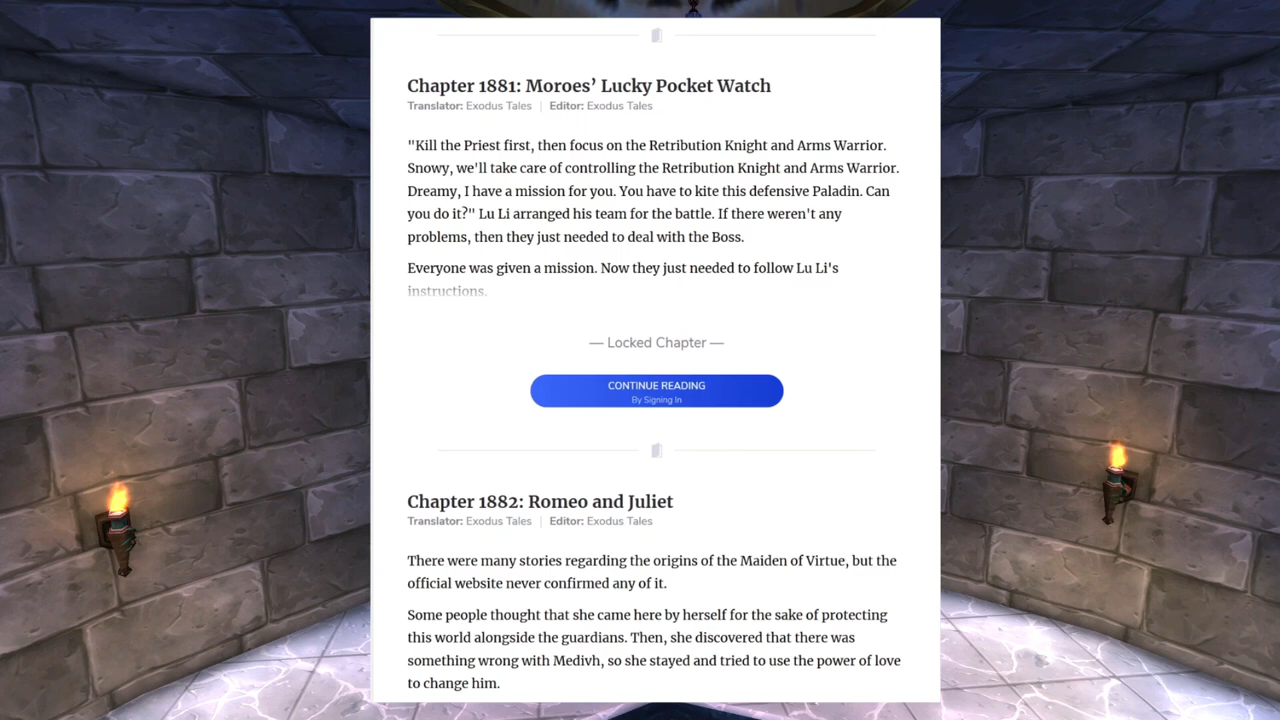 Chapter 1881: Moroes’ Lucky Pocket Watch
Translator: Exodus Tales | Editor: Exodus Tales
"Kill the Priest first, then focus on the Retribution Knight and Arms Warrior.
Snowy, we'll take care of controlling the Retribution Knight and Arms Warrior.
Dreamy, I have a mission for you. You have to kite this defensive Paladin. Can
you do it?" Lu Li arranged his team for the battle. If there weren't any
problems, then they just needed to deal with the Boss.
Everyone was given a mission. Now they just needed to follow Lu Li's
instructions.
— Locked Chapter —
CONTINUE READING
By Signing In
Chapter 1882: Romeo and Juliet
Translator: Exodus Tales | Editor: Exodus Tales
There were many stories regarding the origins of the Maiden of Virtue, but the
official website never confirmed any of it.
Some people thought that she came here by herself for the sake of protecting
this world alongside the guardians. Then, she discovered that there was
something wrong with Medivh, so she stayed and tried to use the power of love
to change him.